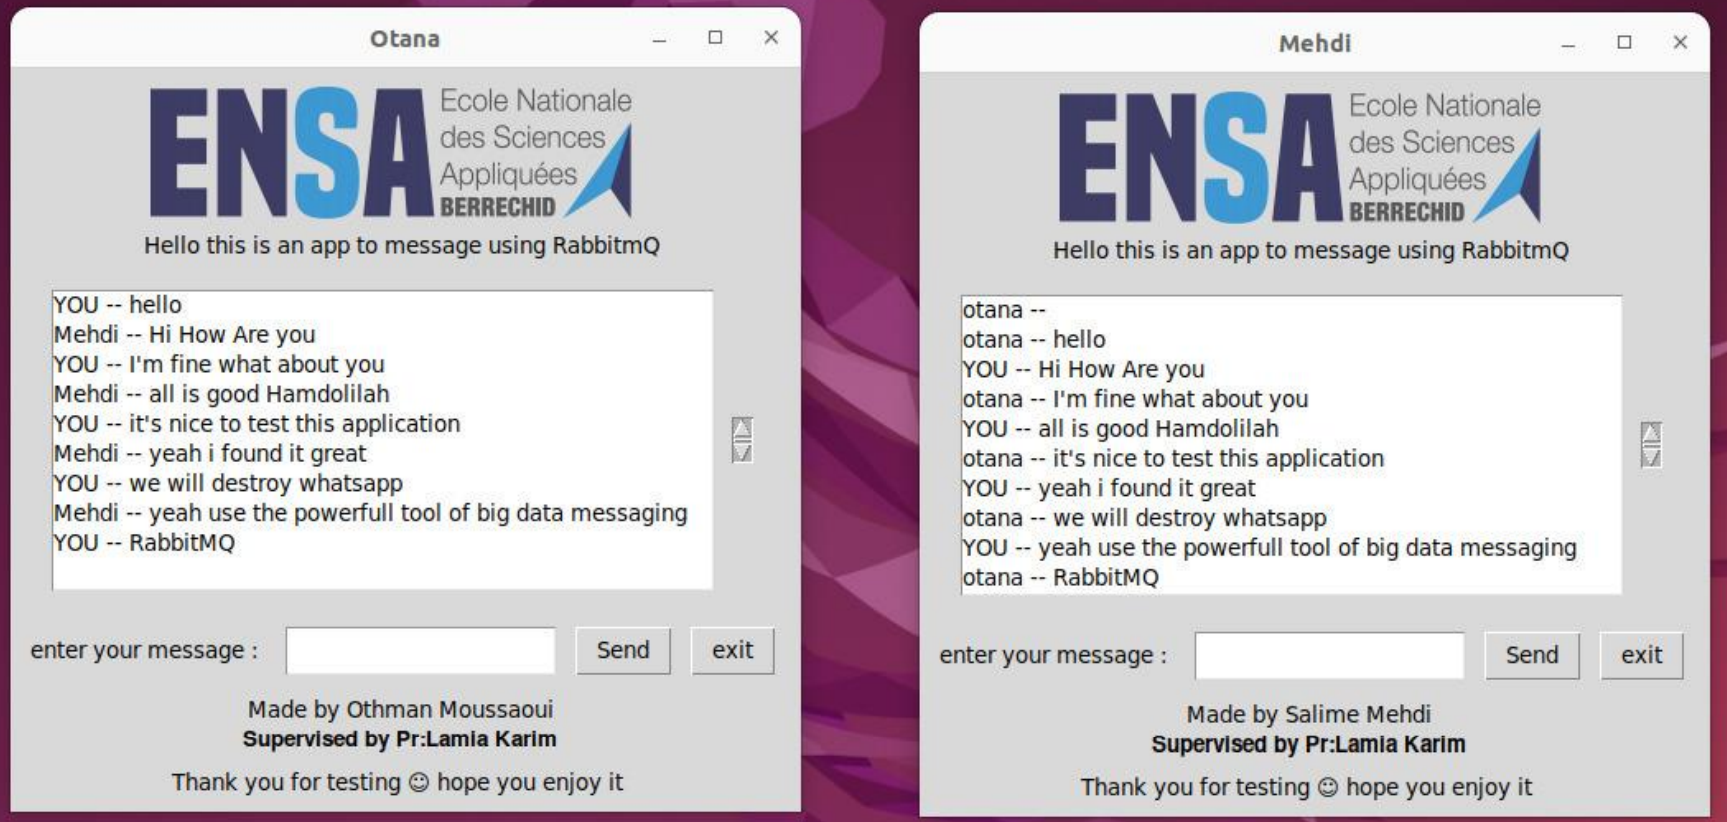 Otana
ENSA
Ecole Nationale
des Sciences
Appliquées
BERRECHID
Hello this is an app to message using RabbitmQ
YOU -- hello
Mehdi -- Hi How Are you
YOU -- I'm fine what about you
Mehdi -- all is good Hamdolilah
YOU -- it's nice to test this application
Mehdi -- yeah i found it great
YOU -- we will destroy whatsapp
Mehdi -- yeah use the powerfull tool of big data messaging
YOU -- RabbitMQ
enter your message :
Send
exit
Made by Othman Moussaoui
Supervised by Pr:Lamia Karim
Thank you for testing ☺ hope you enjoy it
Mehdi
ENSA
Ecole Nationale
des Sciences
Appliquées
BERRECHID
Hello this is an app to message using RabbitmQ
otana --
otana -- hello
YOU -- Hi How Are you
otana -- I'm fine what about you
YOU -- all is good Hamdolilah
otana -- it's nice to test this application
YOU -- yeah i found it great
otana -- we will destroy whatsapp
YOU -- yeah use the powerfull tool of big data messaging
otana -- RabbitMQ
enter your message :
Send
exit
Made by Salime Mehdi
Supervised by Pr:Lamia Karim
Thank you for testing ☺ hope you enjoy it